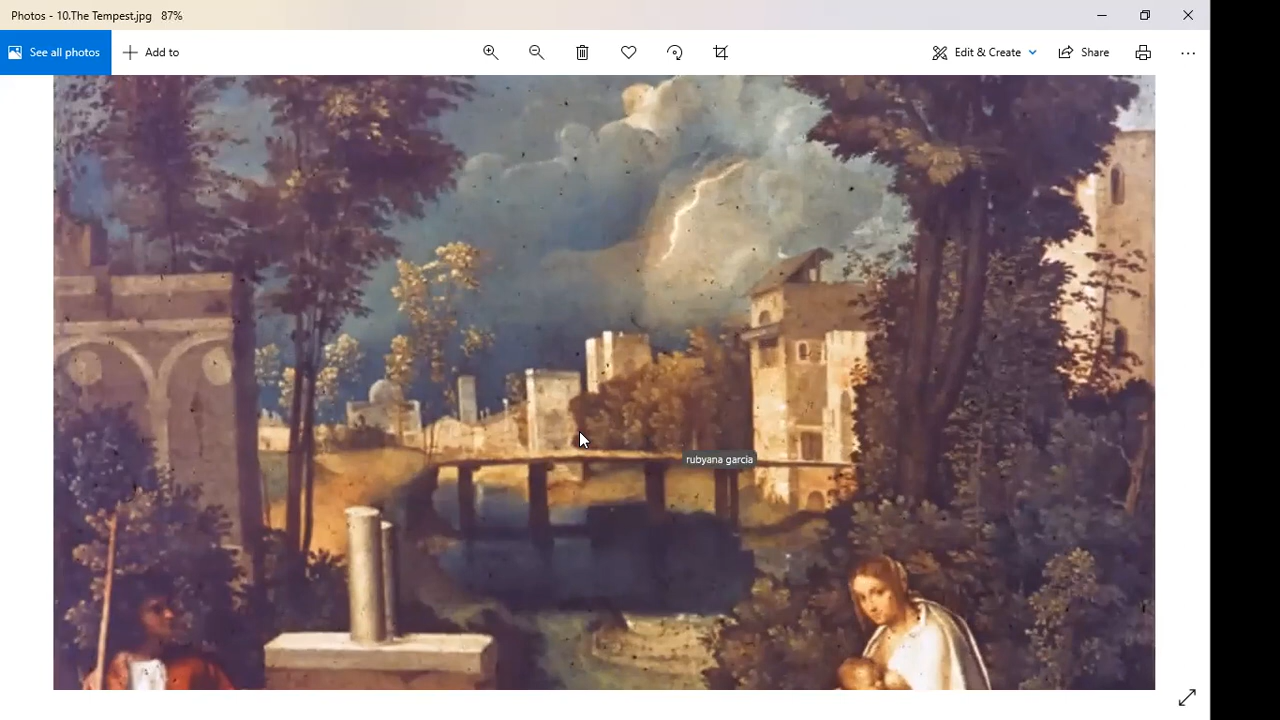 Photos - 10.The Tempest.jpg   87%
See all photos
Add to
Edit & Create
Share
rubyana garcia